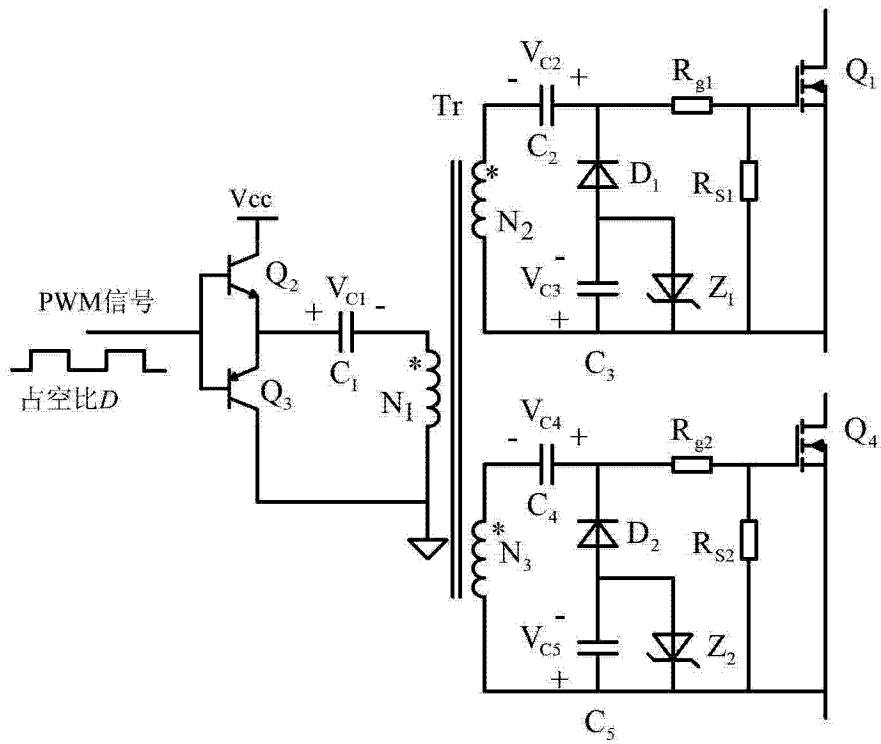 V_C2
- +
R_g1
Q_1
Tr
C_2
*
D_1
R_S1
N_2
Vcc
Q_2
V_C3
-
Z_1
PWM信号
V_C1
+ -
+
C_3
*
C_1
占空比D
Q_3
N_1
V_C4
- +
R_g2
Q_4
C_4
*
D_2
R_S2
N_3
V_C5
-
Z_2
+
C_5